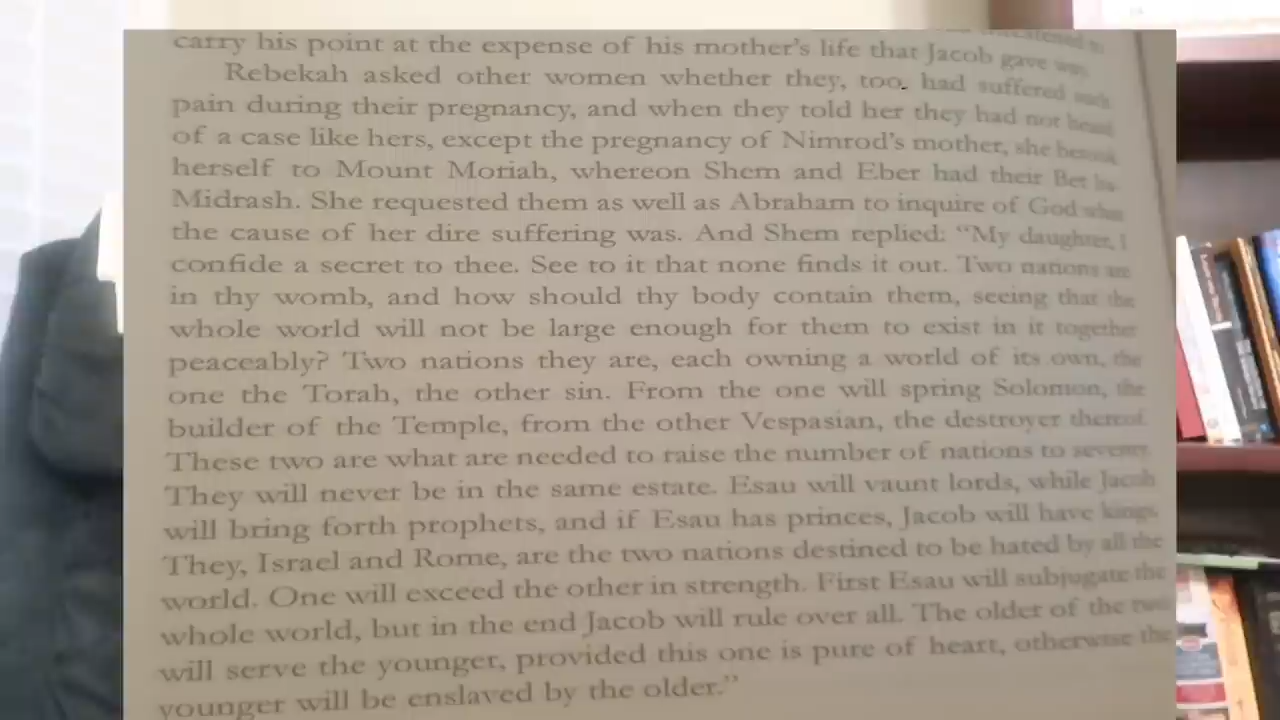 carry his point at the expense of his mother's life that Jacob gave way.
Rebekah asked other women whether they, too, had suffered such
pain during their pregnancy, and when they told her they had not heard
of a case like hers, except the pregnancy of Nimrod's mother, she betook
herself to Mount Moriah, whereon Shem and Eber had their Bet ha-
Midrash. She requested them as well as Abraham to inquire of God what
the cause of her dire suffering was. And Shem replied: "My daughter, I
confide a secret to thee. See to it that none finds it out. Two nations are
in thy womb, and how should thy body contain them, seeing that the
whole world will not be large enough for them to exist in it together
peaceably? Two nations they are, each owning a world of its own, the
one the Torah, the other sin. From the one will spring Solomon, the
builder of the Temple, from the other Vespasian, the destroyer thereof.
These two are what are needed to raise the number of nations to seventy.
They will never be in the same estate. Esau will vaunt lords, while Jacob
will bring forth prophets, and if Esau has princes, Jacob will have kings.
They, Israel and Rome, are the two nations destined to be hated by all the
world. One will exceed the other in strength. First Esau will subjugate the
whole world, but in the end Jacob will rule over all. The older of the two
will serve the younger, provided this one is pure of heart, otherwise the
younger will be enslaved by the older."